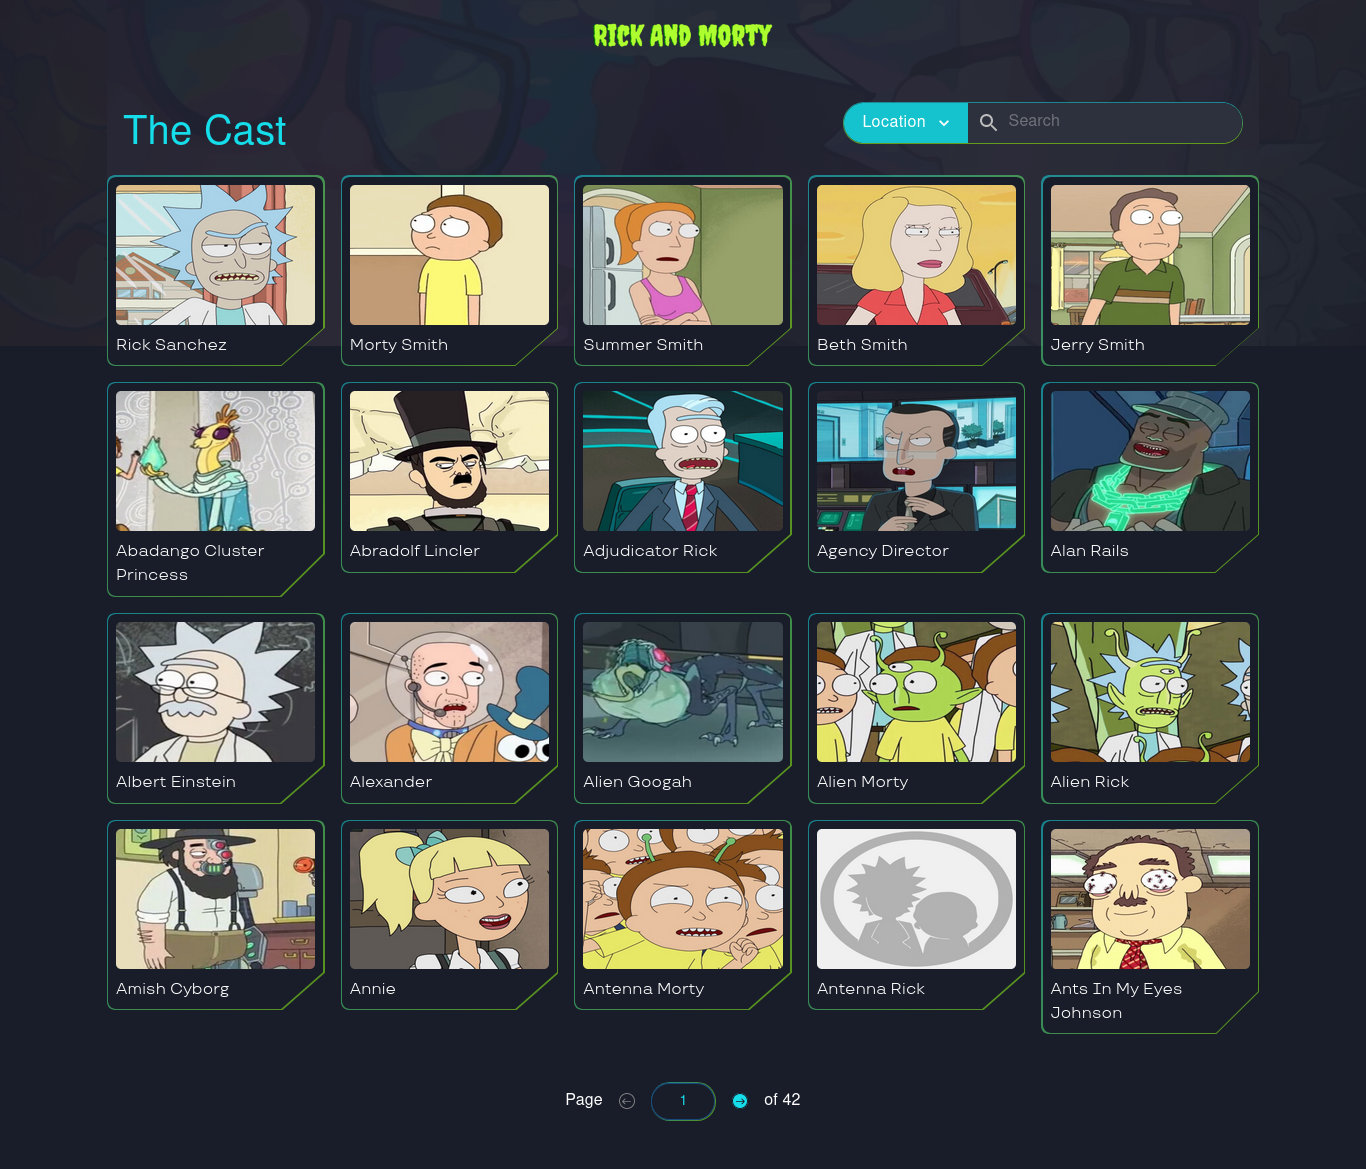 RICK AND MORTY
The Cast
Location
Search
Rick Sanchez
Morty Smith
Summer Smith
Beth Smith
Jerry Smith
Abadango Cluster
Princess
Abradolf Lincler
Adjudicator Rick
Agency Director
Alan Rails
Albert Einstein
Alexander
Alien Googah
Alien Morty
Alien Rick
Amish Cyborg
Annie
Antenna Morty
Antenna Rick
Ants In My Eyes
Johnson
Page 1 of 42